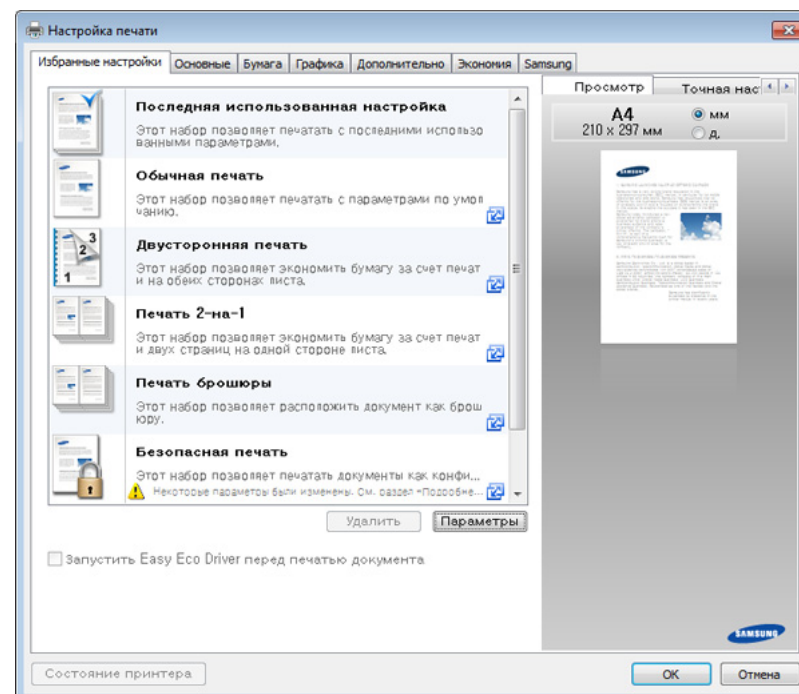 Настройка печати
Избранные настройки Основные Бумага Графика Дополнительно Экономия Samsung
Последняя использованная настройка
Этот набор позволяет печатать с последними использо
ванными параметрами.
Обычная печать
Этот набор позволяет печатать с параметрами по умол
чанию.
Двусторонняя печать
Этот набор позволяет экономить бумагу за счет печат
и на обеих сторонах листа.
Печать 2-на-1
Этот набор позволяет экономить бумагу за счет печат
и двух страниц на одной стороне листа.
Печать брошюры
Этот набор позволяет расположить документ как брош
юру.
Безопасная печать
Этот набор позволяет печатать документы как конфи...
Некоторые параметры были изменены. См. раздел «Подробне...
Удалить Параметры
Запустить Easy Eco Driver перед печатью документа
Просмотр Точная нас
A4
210 x 297 мм
мм
д.
SAMSUNG
SAMSUNG
Состояние принтера
OK Отмена